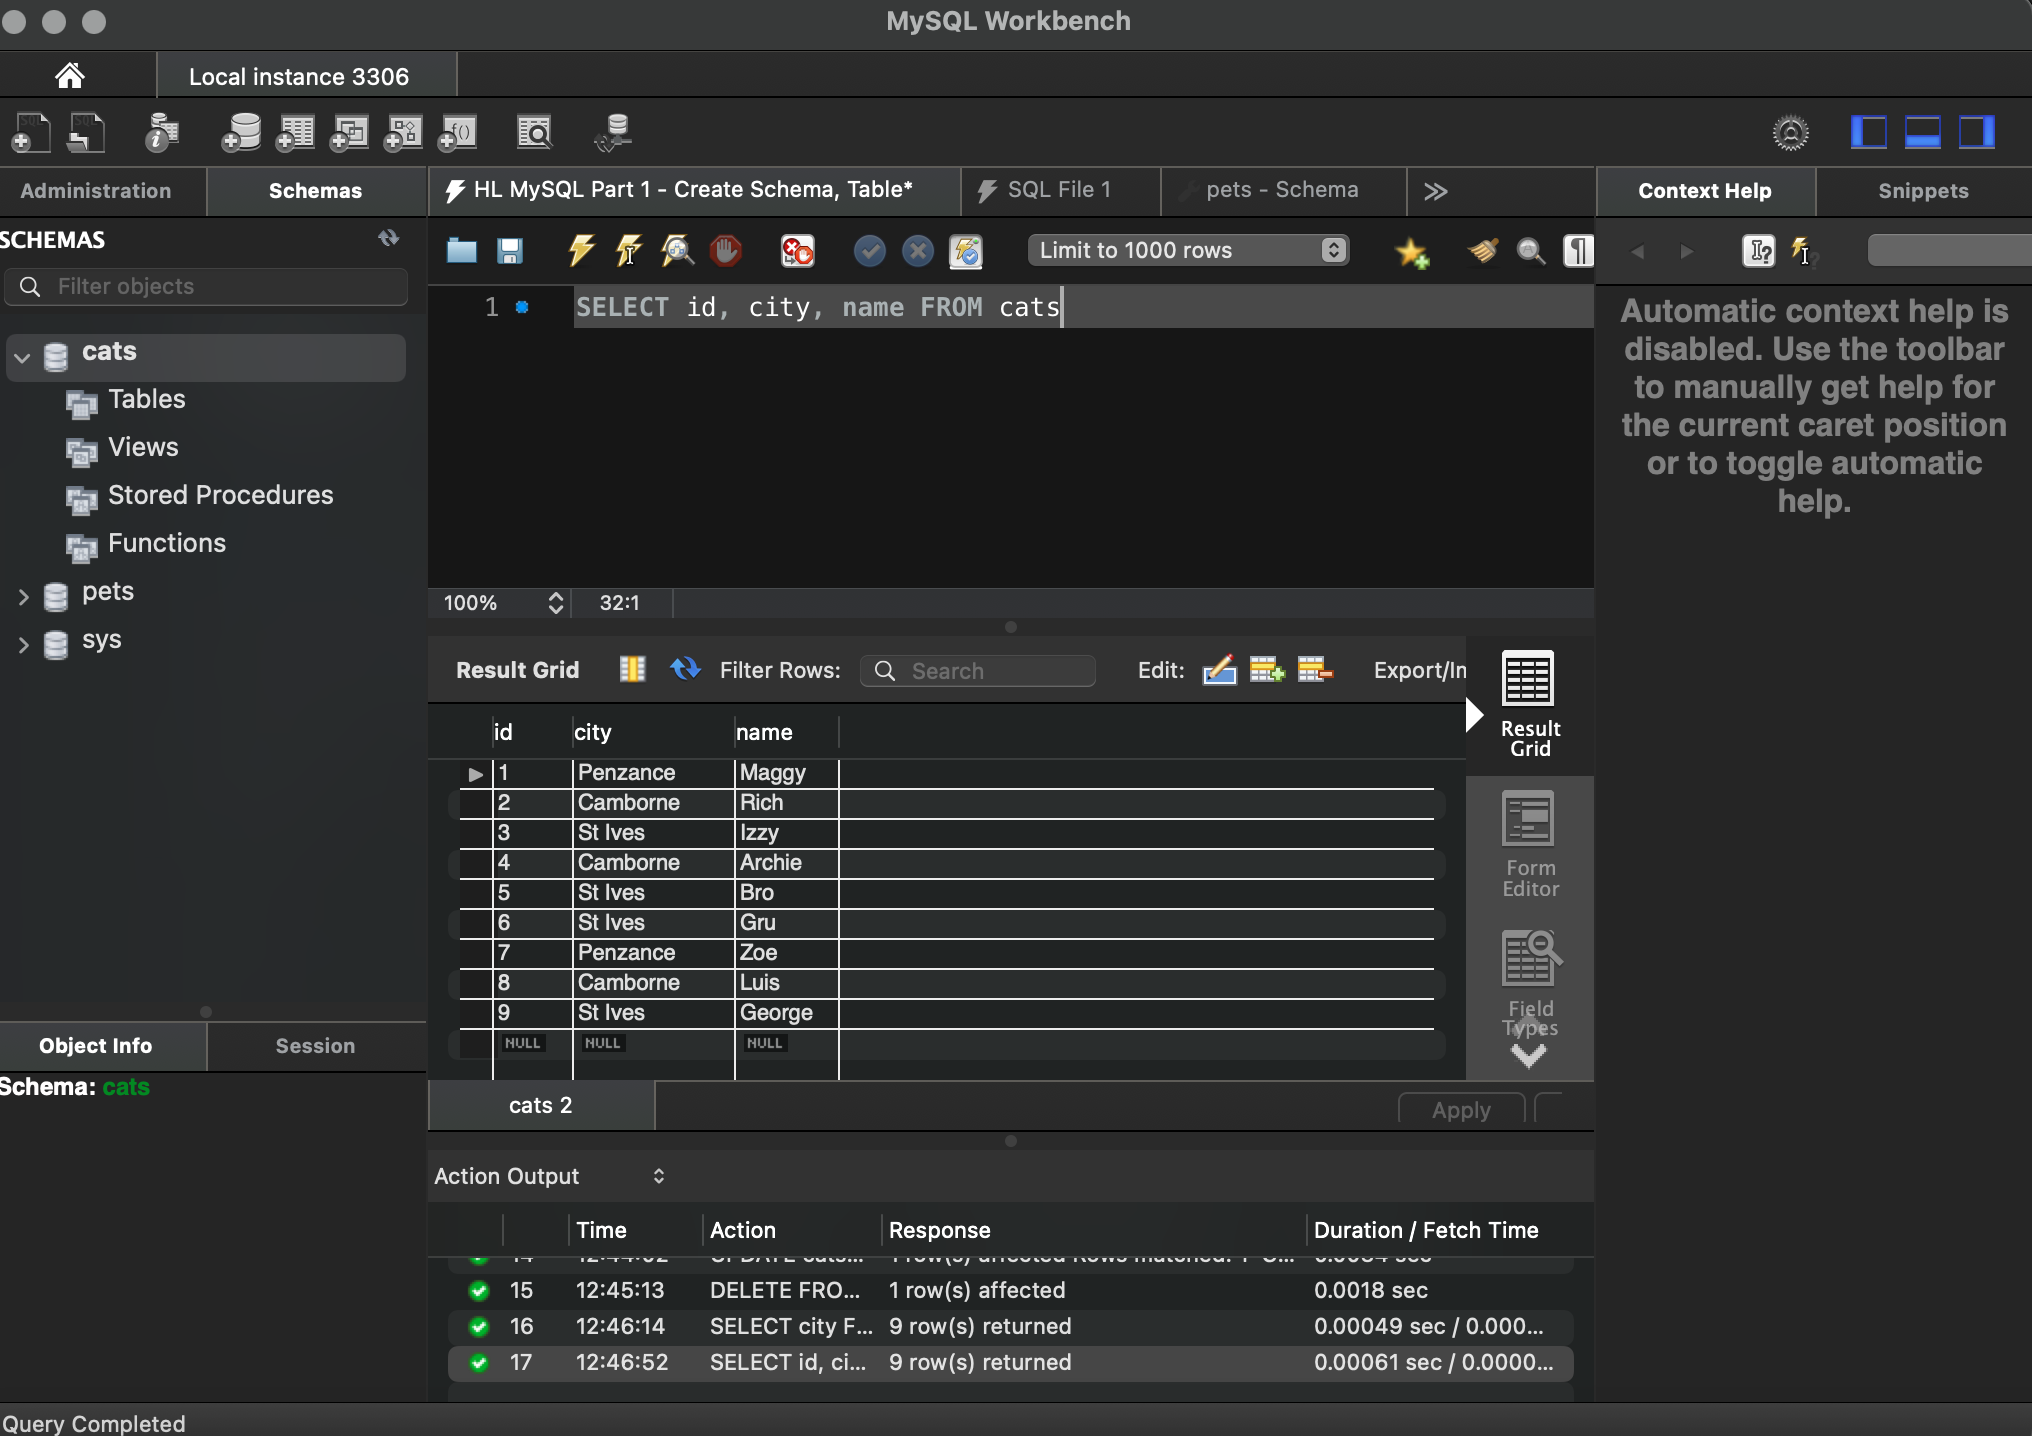 MySQL Workbench
Local instance 3306
Administration
Schemas
HL MySQL Part 1 - Create Schema, Table*
SQL File 1
pets - Schema
Context Help
Snippets
SCHEMAS
Filter objects
Limit to 1000 rows
1
SELECT id, city, name FROM cats
Automatic context help is
disabled. Use the toolbar
to manually get help for
the current caret position
or to toggle automatic
help.
cats
Tables
Views
Stored Procedures
Functions
pets
sys
100%
32:1
Result Grid
Filter Rows:
Search
Edit:
Export/Im
id city name
1 Penzance Maggy
2 Camborne Rich
3 St Ives Izzy
4 Camborne Archie
5 St Ives Bro
6 St Ives Gru
7 Penzance Zoe
8 Camborne Luis
9 St Ives George
NULL NULL NULL
Result
Grid
Form
Editor
Field
Types
Object Info
Session
Schema: cats
cats 2
Apply
Action Output
Time Action Response Duration / Fetch Time
15 12:45:13 DELETE FRO... 1 row(s) affected 0.0018 sec
16 12:46:14 SELECT city F... 9 row(s) returned 0.00049 sec / 0.000...
17 12:46:52 SELECT id, ci... 9 row(s) returned 0.00061 sec / 0.0000...
Query Completed